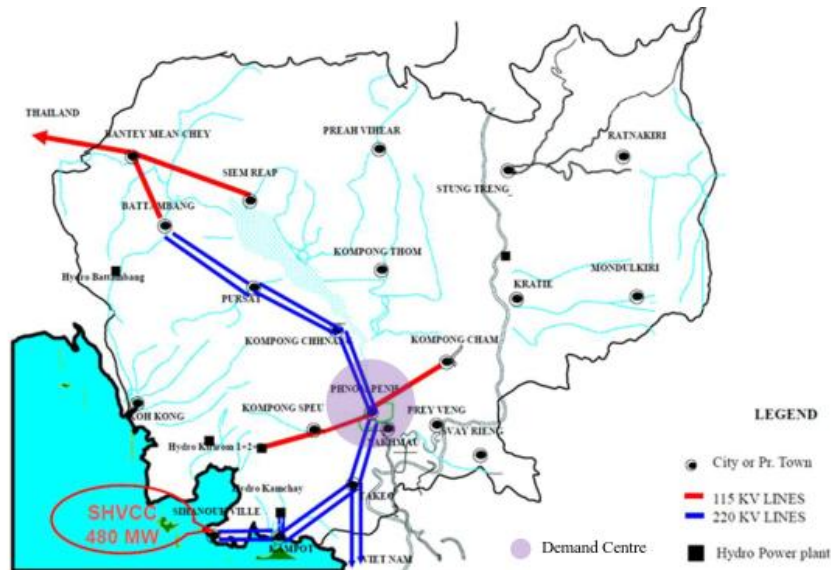 THAILAND
BANTEY MEAN CHEY
PREAH VIHEAR
RATNAKIRI
SIEM REAP
STUNG TRENG
BATTAMBANG
KOMPONG THOM
Hydro Battambang
MONDULKIRI
PURSAT
KRATIE
KOMPONG CHHNANG
KOMPONG CHAM
PHNOM PENH
KOH KONG
KOMPONG SPEU
PREY VENG
SVAY RIENG
TAKHMAU
Hydro Kirirom 1+2+
Hydro Kamchay
TAKEO
SIHANOUK VILLE
SHVCC
480 MW
KAMPOT
VIET NAM
LEGEND
City or Pr. Town
115 KV LINES
220 KV LINES
Hydro Power plant
Demand Centre